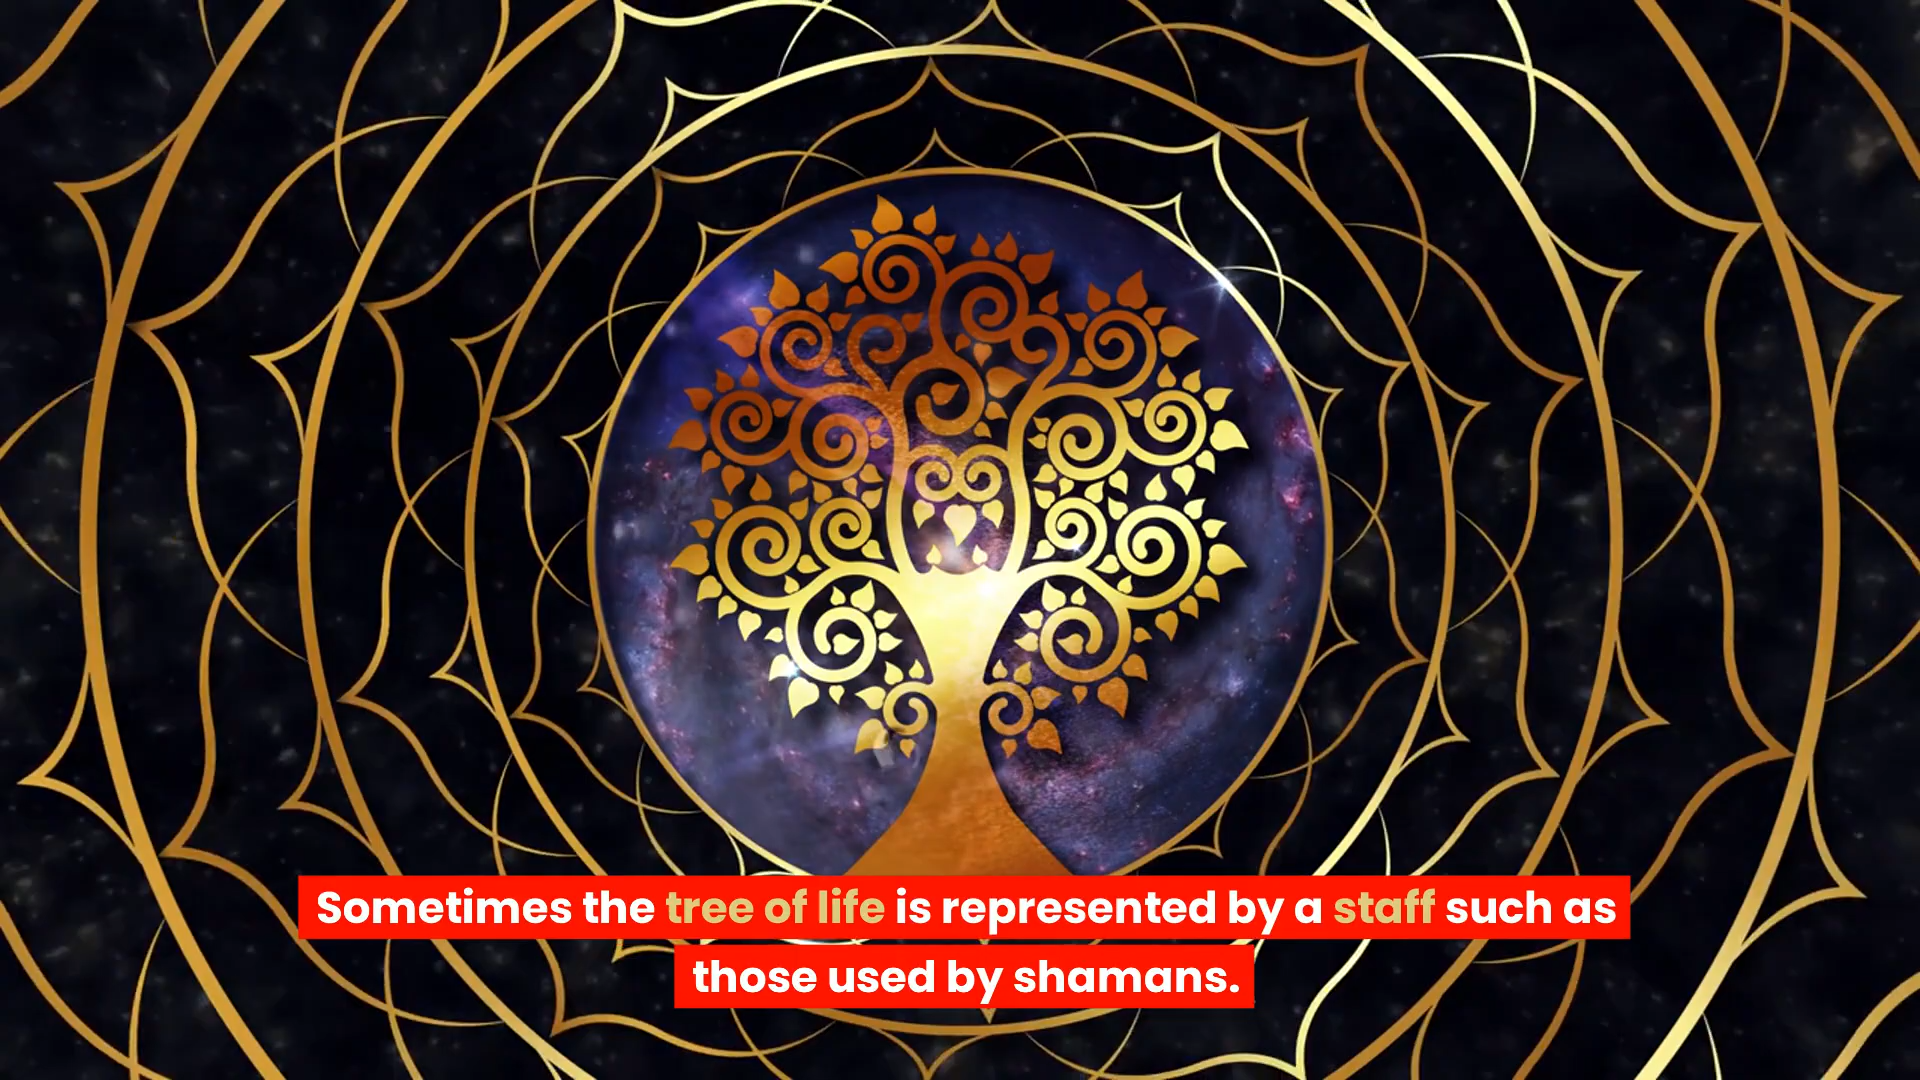 Sometimes the tree of life is represented by a staff such as
those used by shamans.